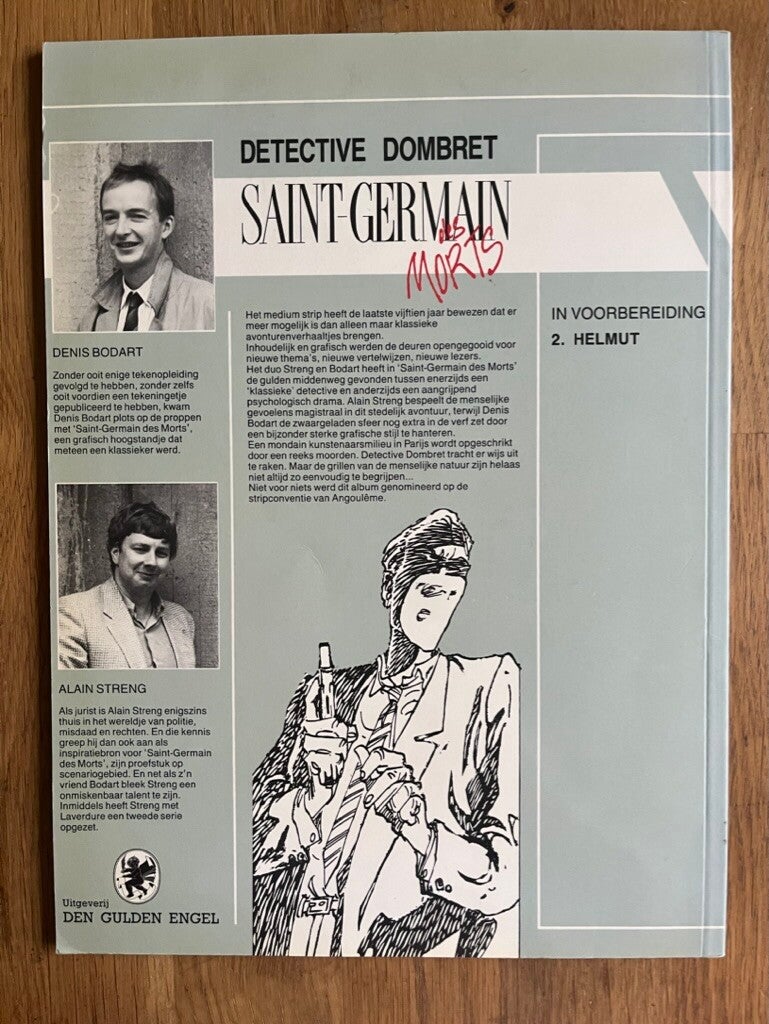 DETECTIVE DOMBRET
SAINT-GERMAIN
des
MORTS
DENIS BODART
Zonder ooit enige tekenopleiding
gevolgd te hebben, zonder zelfs
ooit voordien een tekeningetje
gepubliceerd te hebben, kwam
Denis Bodart plots op de proppen
met 'Saint-Germain des Morts',
een grafisch hoogstandje dat
meteen een klassieker werd.
ALAIN STRENG
Als jurist is Alain Streng enigszins
thuis in het wereldje van politie,
misdaad en rechten. En die kennis
greep hij dan ook aan als
inspiratiebron voor 'Saint-Germain
des Morts', zijn proefstuk op
scenariogebied. En net als z'n
vriend Bodart bleek Streng een
onmiskenbaar talent te zijn.
Inmiddels heeft Streng met
Laverdure een tweede serie
opgezet.
Uitgeverij
DEN GULDEN ENGEL
Het medium strip heeft de laatste vijftien jaar bewezen dat er
meer mogelijk is dan alleen maar klassieke
avonturenverhaaltjes brengen.
Inhoudelijk en grafisch werden de deuren opengegooid voor
nieuwe thema's, nieuwe vertelwijzen, nieuwe lezers.
Het duo Streng en Bodart heeft in 'Saint-Germain des Morts'
de gulden middenweg gevonden tussen enerzijds een
'klassieke' detective en anderzijds een aangrijpend
psychologisch drama. Alain Streng bespeelt de menselijke
gevoelens magistraal in dit stedelijk avontuur, terwijl Denis
Bodart de zwaargeladen sfeer nog extra in de verf zet door
een bijzonder sterke grafische stijl te hanteren.
Een mondain kunstenaarsmilieu in Parijs wordt opgeschrikt
door een reeks moorden. Detective Dombret tracht er wijs uit
te raken. Maar de grillen van de menselijke natuur zijn helaas
niet altijd zo eenvoudig te begrijpen...
Niet voor niets werd dit album genomineerd op de
stripconventie van Angoulême.
IN VOORBEREIDING
2. HELMUT